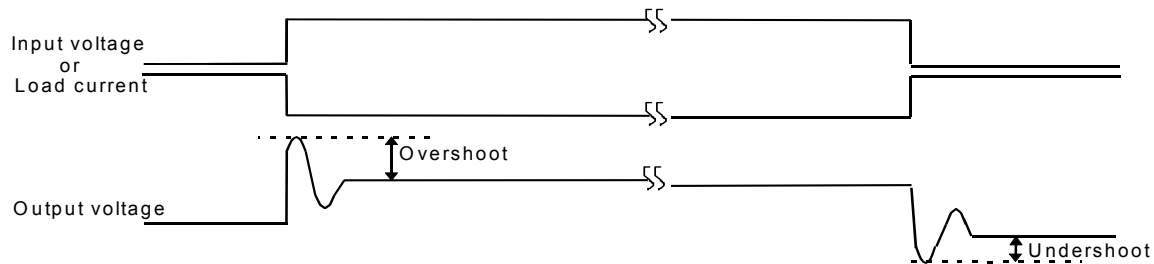 Input voltage
or
Load current
Overshoot
Output voltage
Undershoot